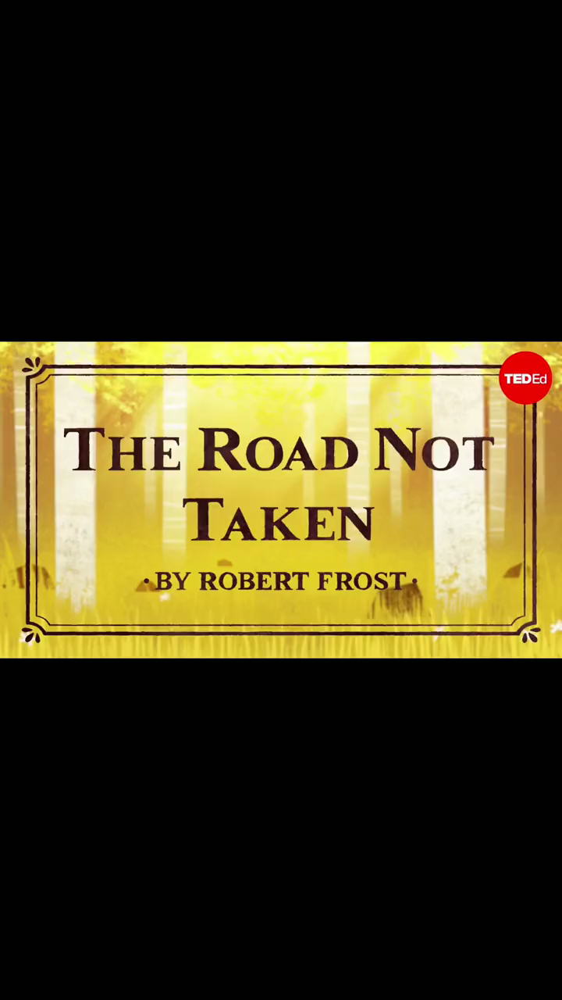 TEDEd
THE ROAD NOT
TAKEN
· BY ROBERT FROST ·